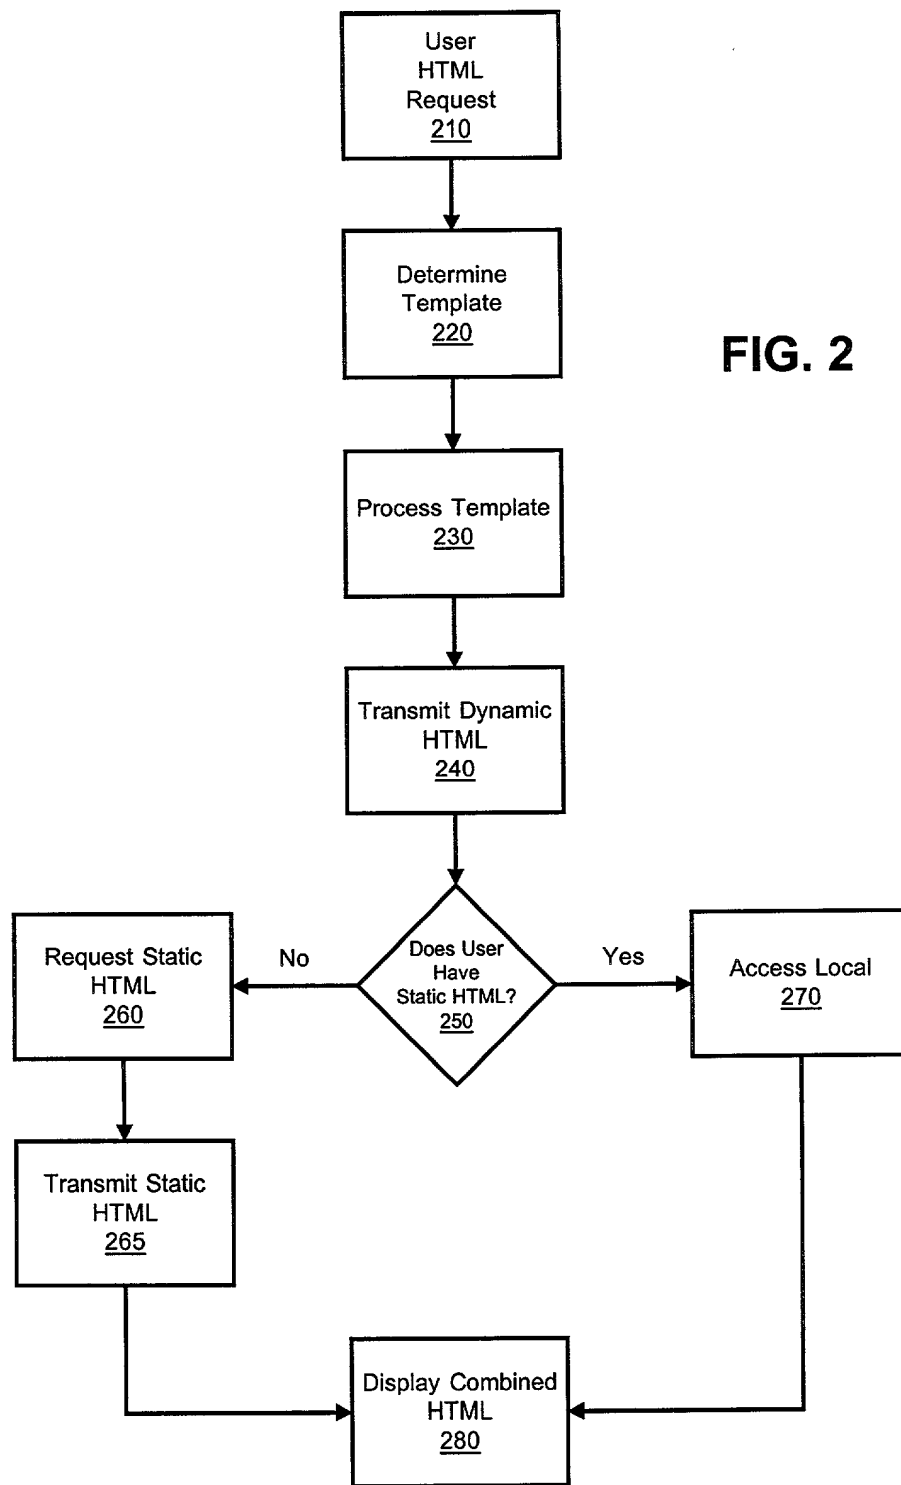 User
HTML
Request
210
Determine
Template
220
FIG. 2
Process Template
230
Transmit Dynamic
HTML
240
Does User
Have
Static HTML?
250
No
Yes
Request Static
HTML
260
Access Local
270
Transmit Static
HTML
265
Display Combined
HTML
280